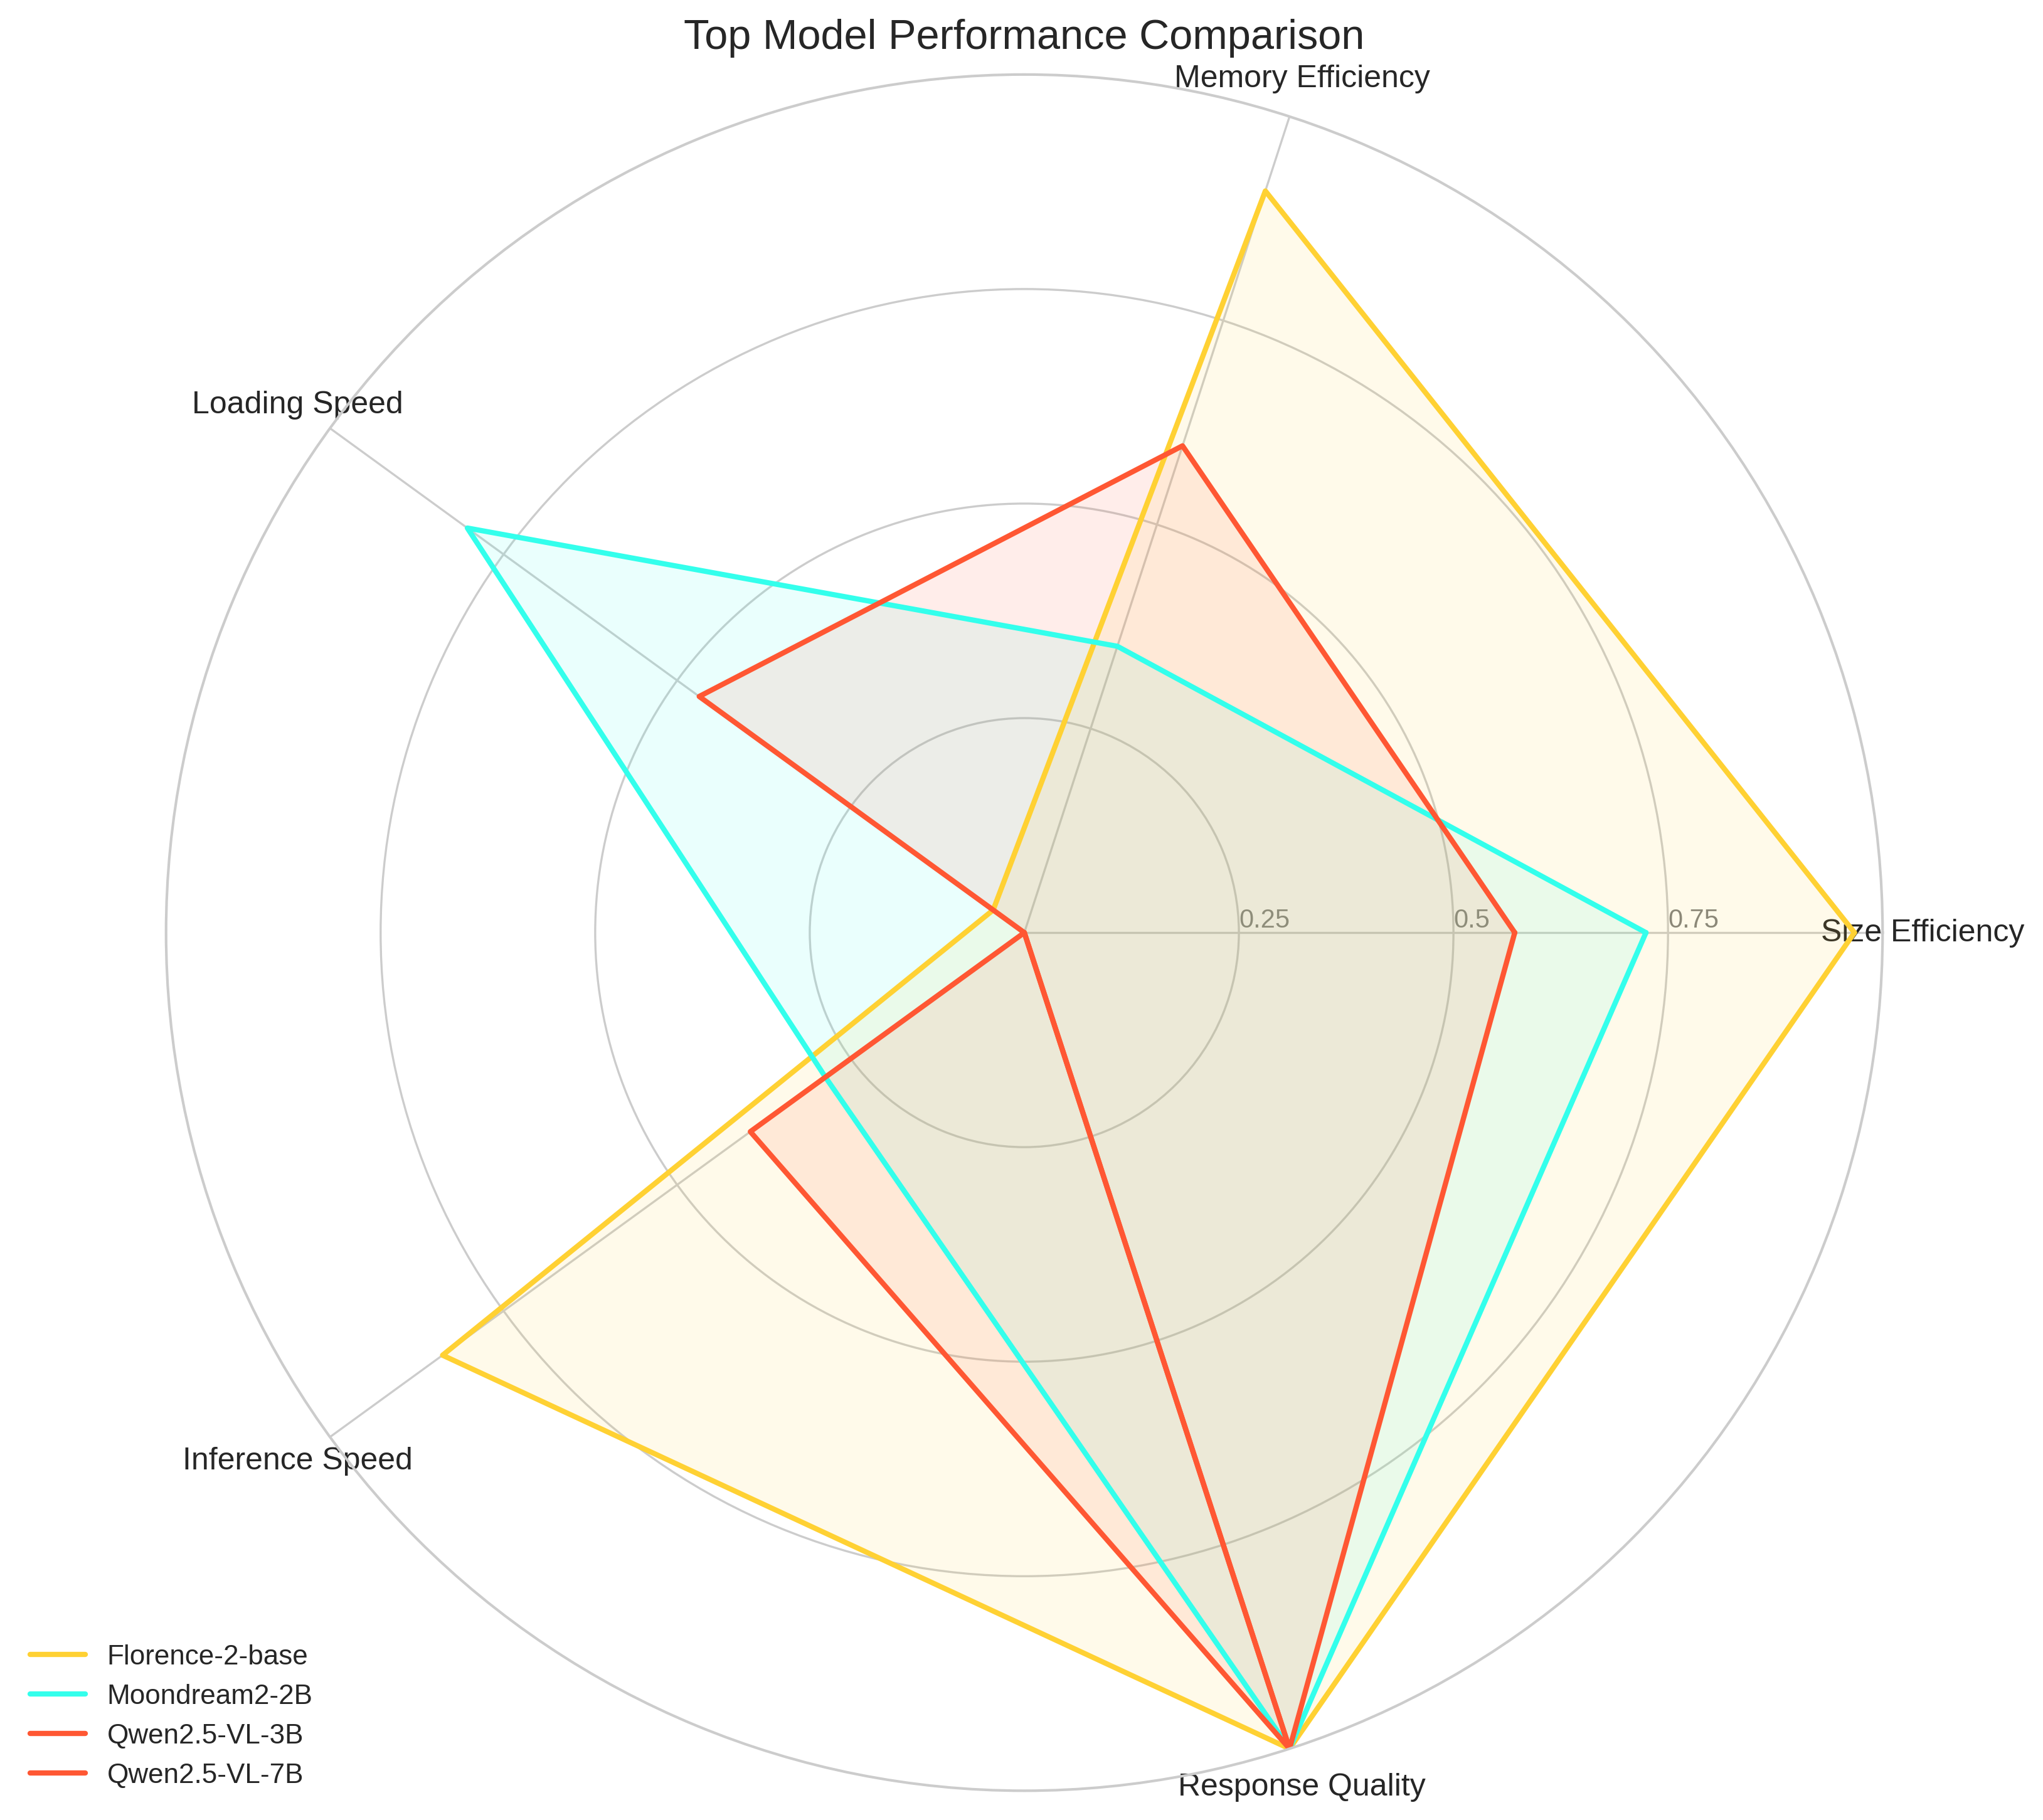 Top Model Performance Comparison
Memory Efficiency
Loading Speed
0.25
0.5
0.75
Size Efficiency
Inference Speed
Response Quality
Florence-2-base
Moondream2-2B
Qwen2.5-VL-3B
Qwen2.5-VL-7B